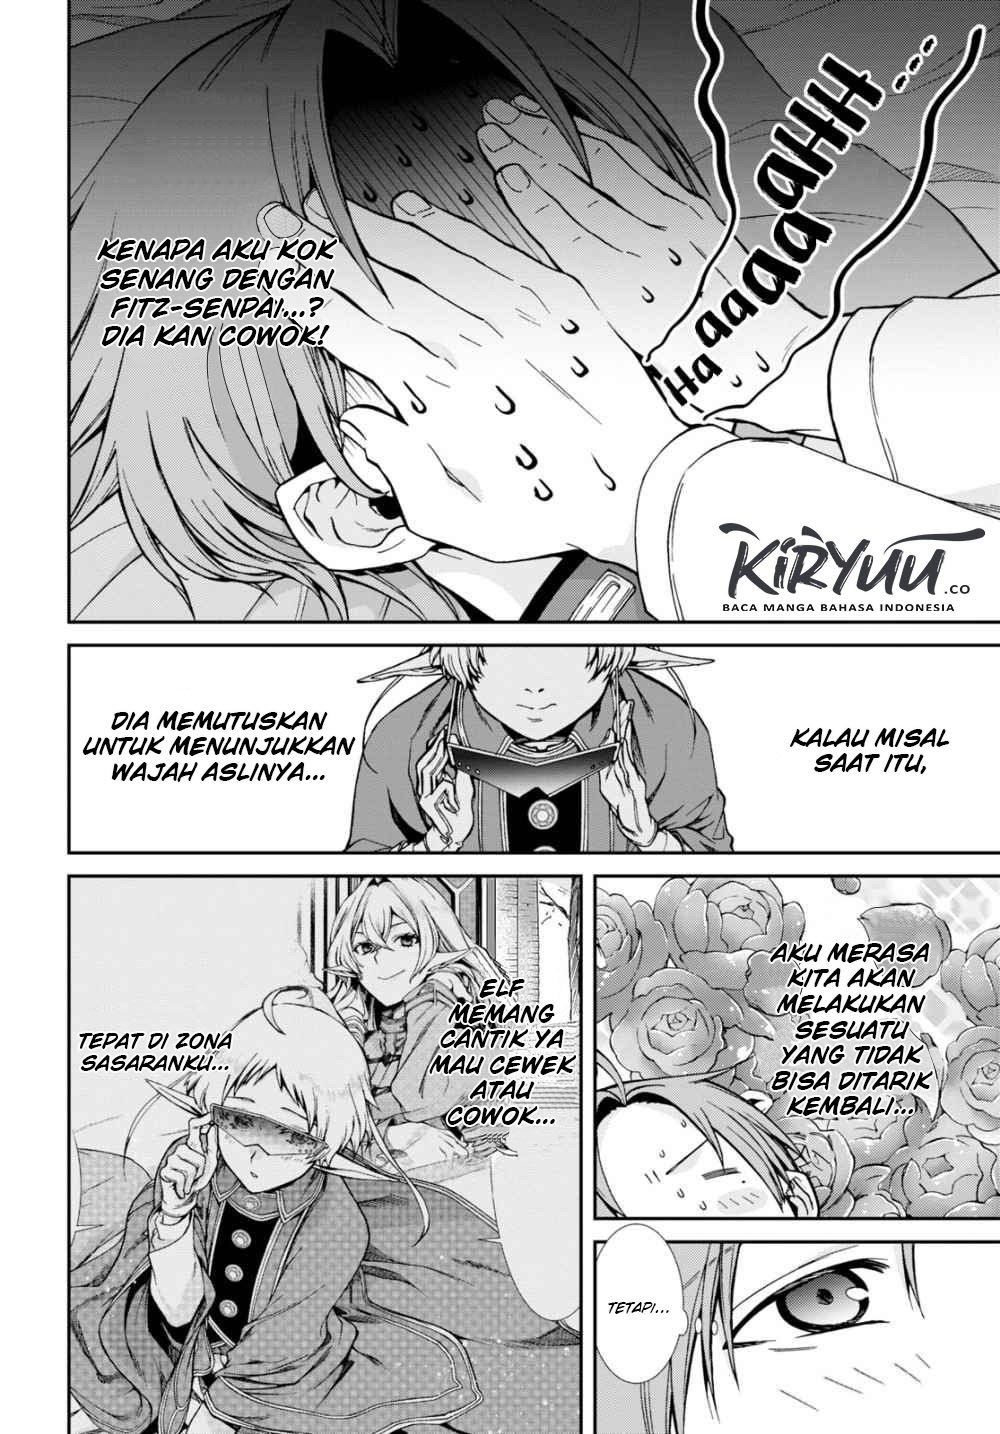 Ha aaaaaaAHH...
KENAPA AKU KOK
SENANG DENGAN
FITZ-SENPAI...?
DIA KAN COWOK!
KIRYUU.CO
BACA MANGA BAHASA INDONESIA
KALAU MISAL
SAAT ITU,
DIA MEMUTUSKAN
UNTUK MENUNJUKKAN
WAJAH ASLINYA...
AKU MERASA
KITA AKAN
MELAKUKAN
SESUATU
YANG TIDAK
BISA DITARIK
KEMBALI...
ELF
MEMANG
CANTIK YA
MAU CEWEK
ATAU
COWOK...
TEPAT DI ZONA
SASARANKU...
TETAPI...